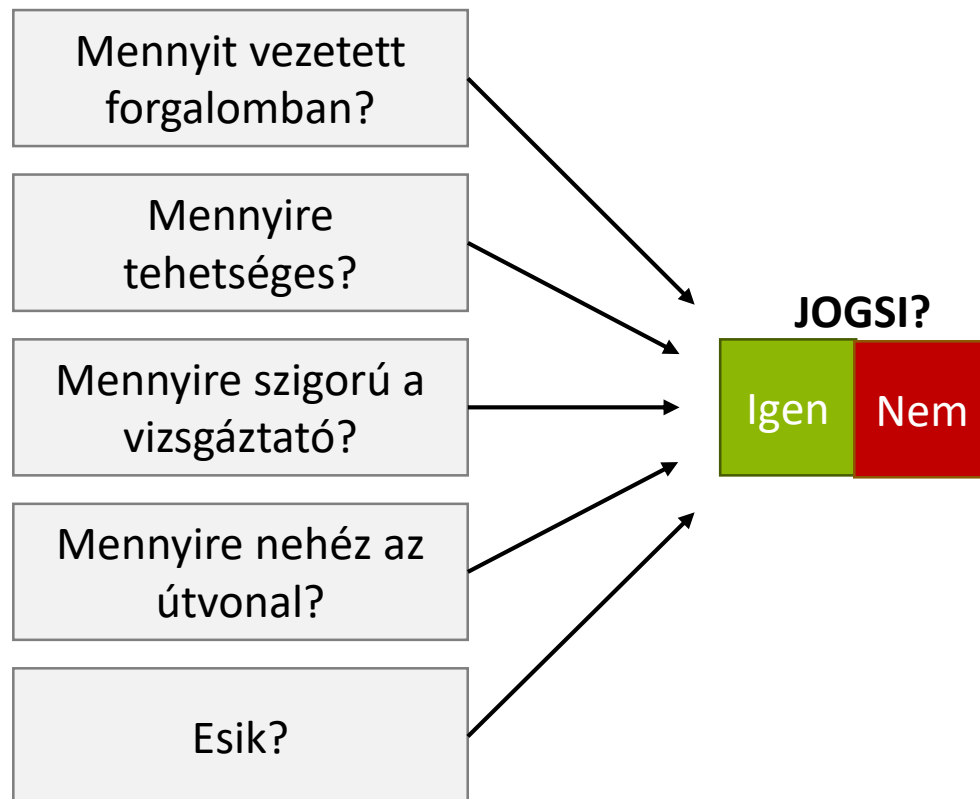 Mennyit vezetett
forgalomban?
Mennyire
tehetséges?
Mennyire szigorú a
vizsgáztató?
Mennyire nehéz az
útvonal?
Esik?
JOGSI?
Igen
Nem